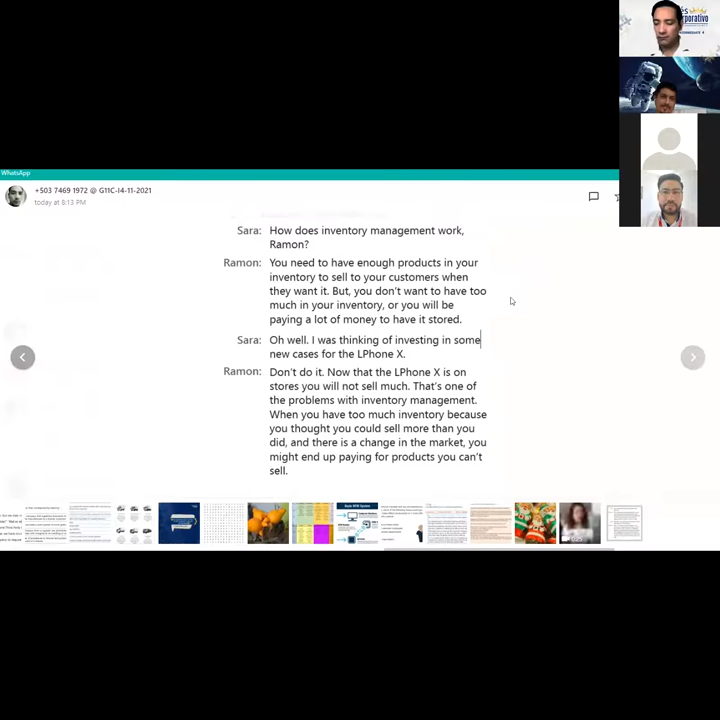 WhatsApp
+503 7469 1972 @ G11C-I4-11-2021
today at 8:13 PM
Sara: How does inventory management work,
Ramon?
Ramon: You need to have enough products in your
inventory to sell to your customers when
they want it. But, you don't want to have too
much in your inventory, or you will be
paying a lot of money to have it stored.
Sara: Oh well. I was thinking of investing in some
new cases for the LPhone X.
Ramon: Don't do it. Now that the LPhone X is on
stores you will not sell much. That's one of
the problems with inventory management.
When you have too much inventory because
you thought you could sell more than you
did, and there is a change in the market, you
might end up paying for products you can't
sell.